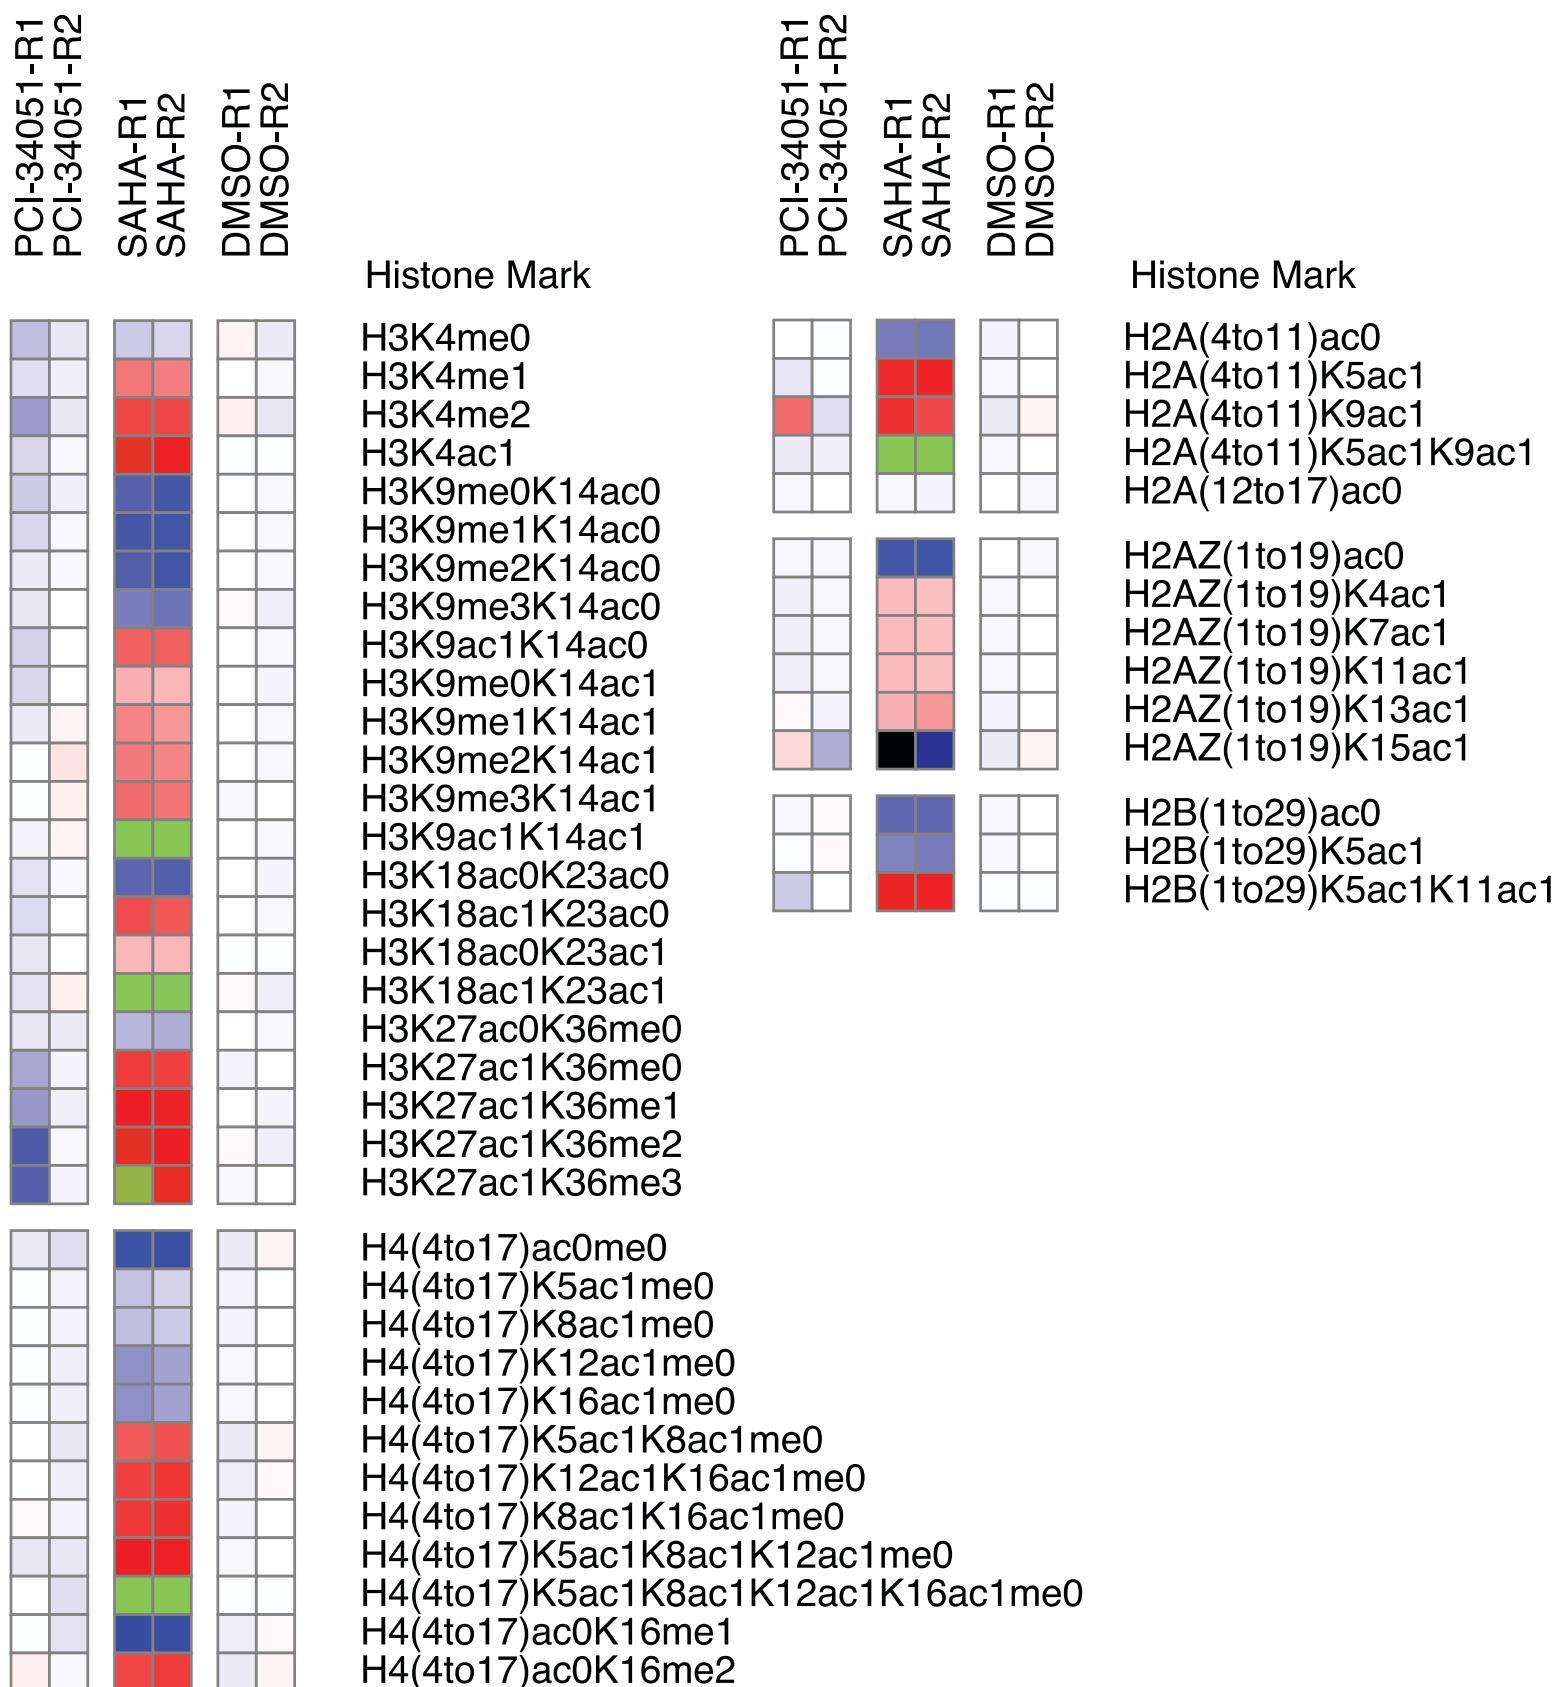 PCI-34051-R1
PCI-34051-R2
SAHA-R1
SAHA-R2
DMSO-R1
DMSO-R2
Histone Mark
H3K4me0
H3K4me1
H3K4me2
H3K4ac1
H3K9me0K14ac0
H3K9me1K14ac0
H3K9me2K14ac0
H3K9me3K14ac0
H3K9ac1K14ac0
H3K9me0K14ac1
H3K9me1K14ac1
H3K9me2K14ac1
H3K9me3K14ac1
H3K9ac1K14ac1
H3K18ac0K23ac0
H3K18ac1K23ac0
H3K18ac0K23ac1
H3K18ac1K23ac1
H3K27ac0K36me0
H3K27ac1K36me0
H3K27ac1K36me1
H3K27ac1K36me2
H3K27ac1K36me3
H4(4to17)ac0me0
H4(4to17)K5ac1me0
H4(4to17)K8ac1me0
H4(4to17)K12ac1me0
H4(4to17)K16ac1me0
H4(4to17)K5ac1K8ac1me0
H4(4to17)K12ac1K16ac1me0
H4(4to17)K8ac1K16ac1me0
H4(4to17)K5ac1K8ac1K12ac1me0
H4(4to17)K5ac1K8ac1K12ac1K16ac1me0
H4(4to17)ac0K16me1
H4(4to17)ac0K16me2
PCI-34051-R1
PCI-34051-R2
SAHA-R1
SAHA-R2
DMSO-R1
DMSO-R2
Histone Mark
H2A(4to11)ac0
H2A(4to11)K5ac1
H2A(4to11)K9ac1
H2A(4to11)K5ac1K9ac1
H2A(12to17)ac0
H2AZ(1to19)ac0
H2AZ(1to19)K4ac1
H2AZ(1to19)K7ac1
H2AZ(1to19)K11ac1
H2AZ(1to19)K13ac1
H2AZ(1to19)K15ac1
H2B(1to29)ac0
H2B(1to29)K5ac1
H2B(1to29)K5ac1K11ac1